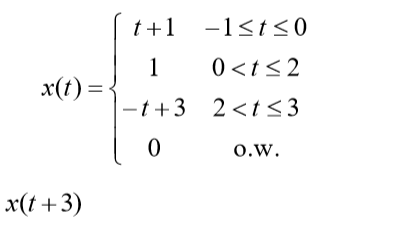 t+1 −1≤t≤0
1 0<t≤2
x(t)=
−t+3 2<t≤3
0 o.w.
x(t+3)